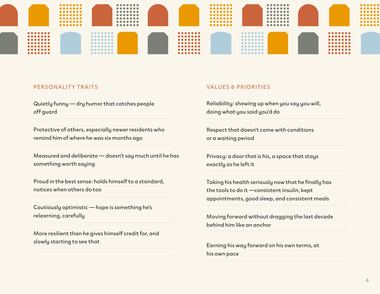 PERSONALITY TRAITS
Quietly funny — dry humor that catches people
off guard
Protective of others, especially newer residents who
remind him of where he was six months ago
Measured and deliberate — doesn't say much until he has
something worth saying
Proud in the best sense: holds himself to a standard,
notices when others do too
Cautiously optimistic — hope is something he's
relearning, carefully
More resilient than he gives himself credit for, and
slowly starting to see that
VALUES & PRIORITIES
Reliability: showing up when you say you will,
doing what you said you'd do
Respect that doesn't come with conditions
or a waiting period
Privacy: a door that is his, a space that stays
exactly as he left it
Taking his health seriously now that he finally has
the tools to do it —consistent insulin, kept
appointments, good sleep, and consistent meals
Moving forward without dragging the last decade
behind him like an anchor
Earning his way forward on his own terms, at
his own pace
6